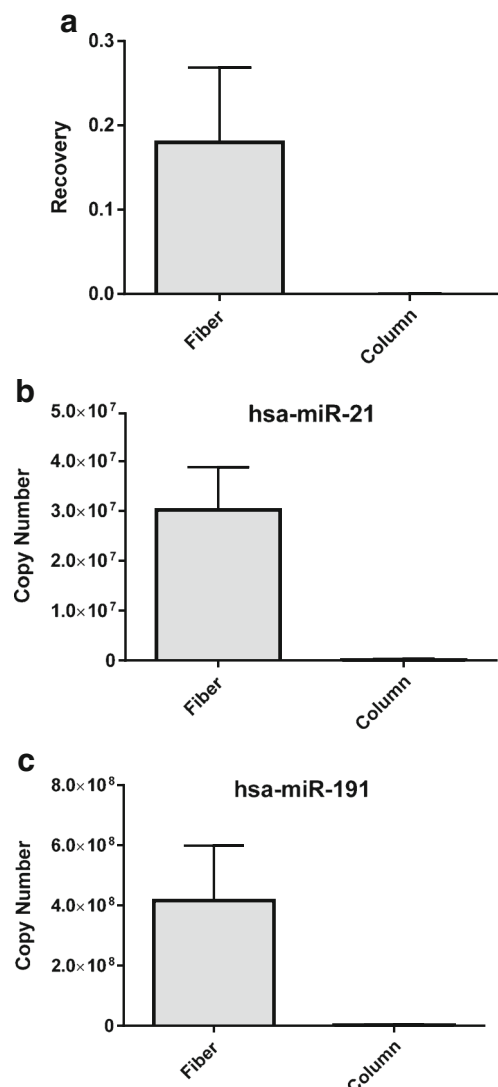 a
0.3
0.2
0.1
0.0
Recovery
Fiber
Column
b
hsa-miR-21
5.0×10⁷
4.0×10⁷
3.0×10⁷
2.0×10⁷
1.0×10⁷
0
Copy Number
Fiber
Column
c
hsa-miR-191
8.0×10⁸
6.0×10⁸
4.0×10⁸
2.0×10⁸
0
Copy Number
Fiber
Column